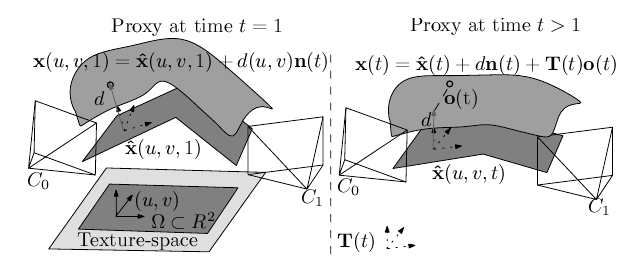 Proxy at time t = 1
x(u, v, 1) = x̂(u, v, 1) + d(u, v)n(t)
d
x̂(u, v, 1)
C₀
C₁
(u, v)
Ω ⊂ R²
Texture-space
Proxy at time t > 1
x(t) = x̂(t) + dn(t) + T(t)o(t)
o(t)
d
x̂(u, v, t)
C₀
C₁
T(t)